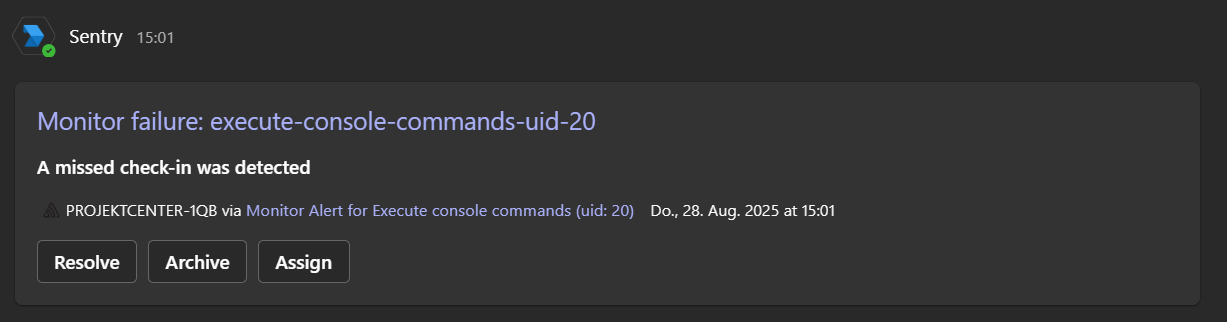 Sentry 15:01
Monitor failure: execute-console-commands-uid-20
A missed check-in was detected
PROJEKTCENTER-1QB via Monitor Alert for Execute console commands (uid: 20) Do., 28. Aug. 2025 at 15:01
Resolve Archive Assign